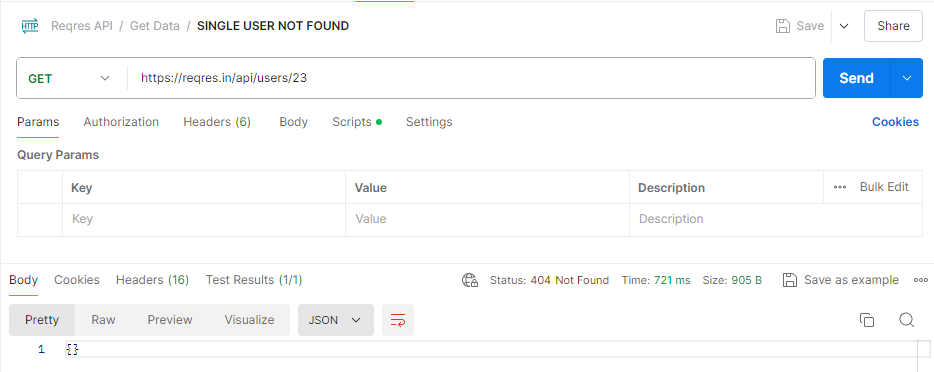 HTTP Reqres API / Get Data / SINGLE USER NOT FOUND Save Share
GET https://reqres.in/api/users/23 Send
Params Authorization Headers (6) Body Scripts Settings Cookies
Query Params
Key Value Description Bulk Edit
Key Value Description
Body Cookies Headers (16) Test Results (1/1) Status: 404 Not Found Time: 721 ms Size: 905 B Save as example
Pretty Raw Preview Visualize JSON
1 {}